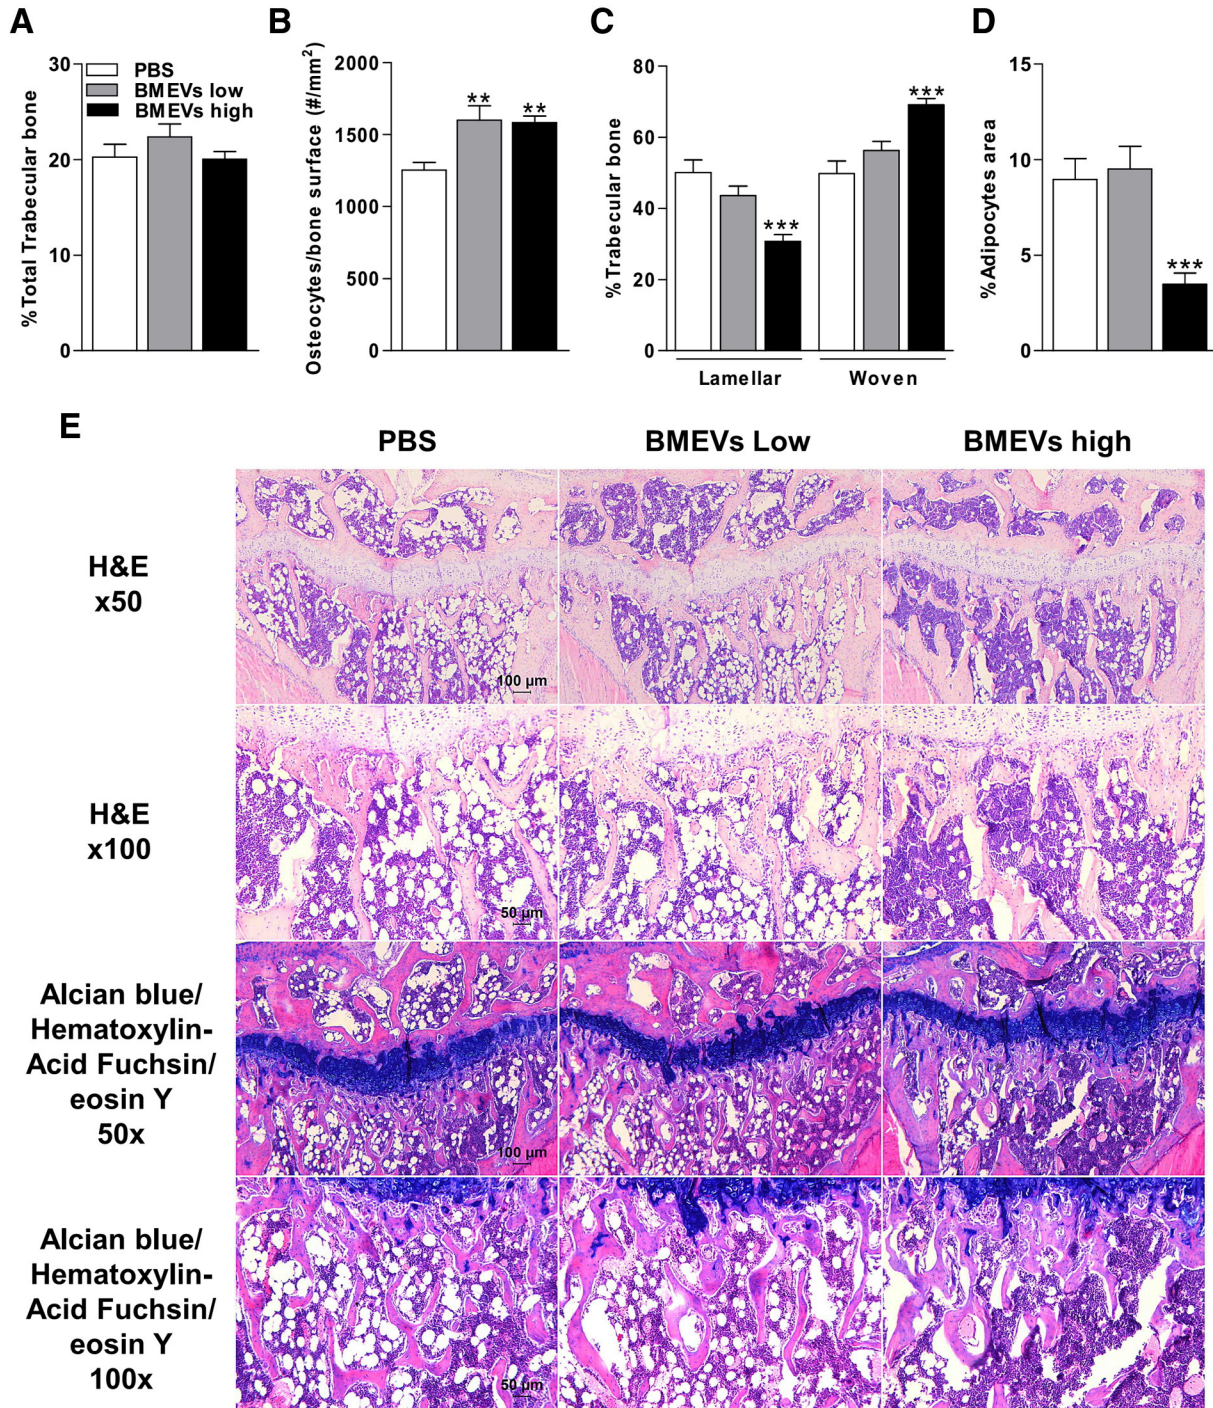 A
B
C
D
%Total Trabecular bone
30
20
10
0
PBS
BMEVs low
BMEVs high
Osteocytes/bone surface (#/mm²)
2000
1500
1000
500
0
**
**
%Trabecular bone
80
60
40
20
0
***
***
Lamellar
Woven
%Adipocytes area
15
10
5
0
***
E
PBS
BMEVs Low
BMEVs high
H&E
x50
100 µm
H&E
x100
50 µm
Alcian blue/
Hematoxylin-
Acid Fuchsin/
eosin Y
50x
100 µm
Alcian blue/
Hematoxylin-
Acid Fuchsin/
eosin Y
100x
50 µm